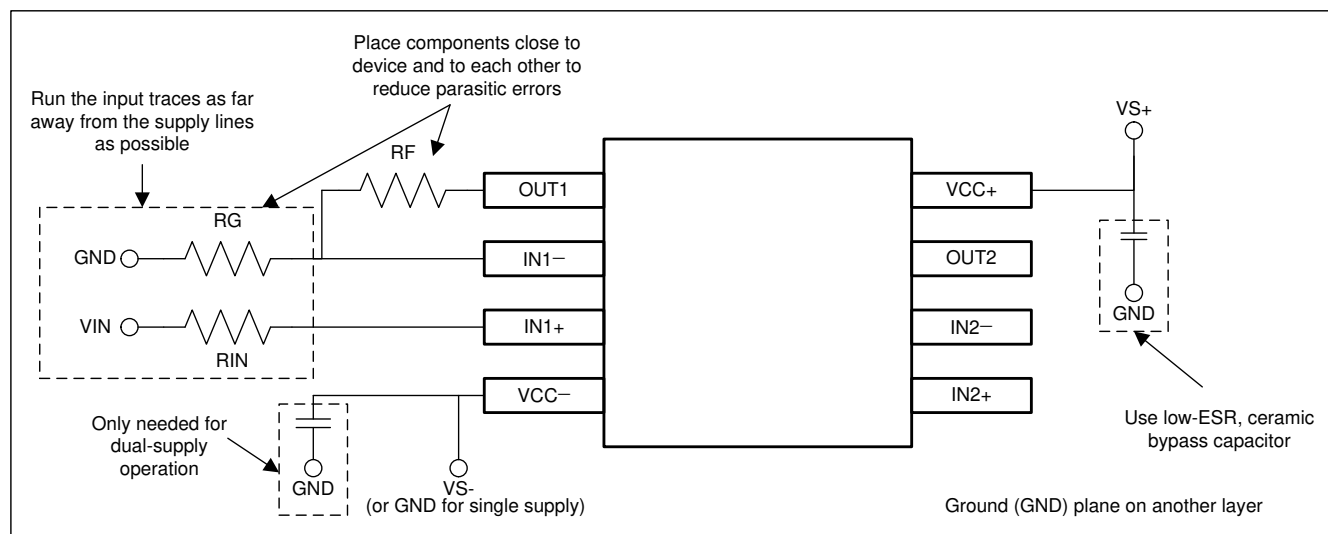 Place components close to
device and to each other to
reduce parasitic errors
Run the input traces as far
away from the supply lines
as possible
VS+
RF
OUT1
VCC+
RG
GND
IN1−
OUT2
VIN
IN1+
GND
IN2−
RIN
VCC−
IN2+
Only needed for
dual-supply
operation
Use low-ESR, ceramic
bypass capacitor
GND
VS-
(or GND for single supply)
Ground (GND) plane on another layer